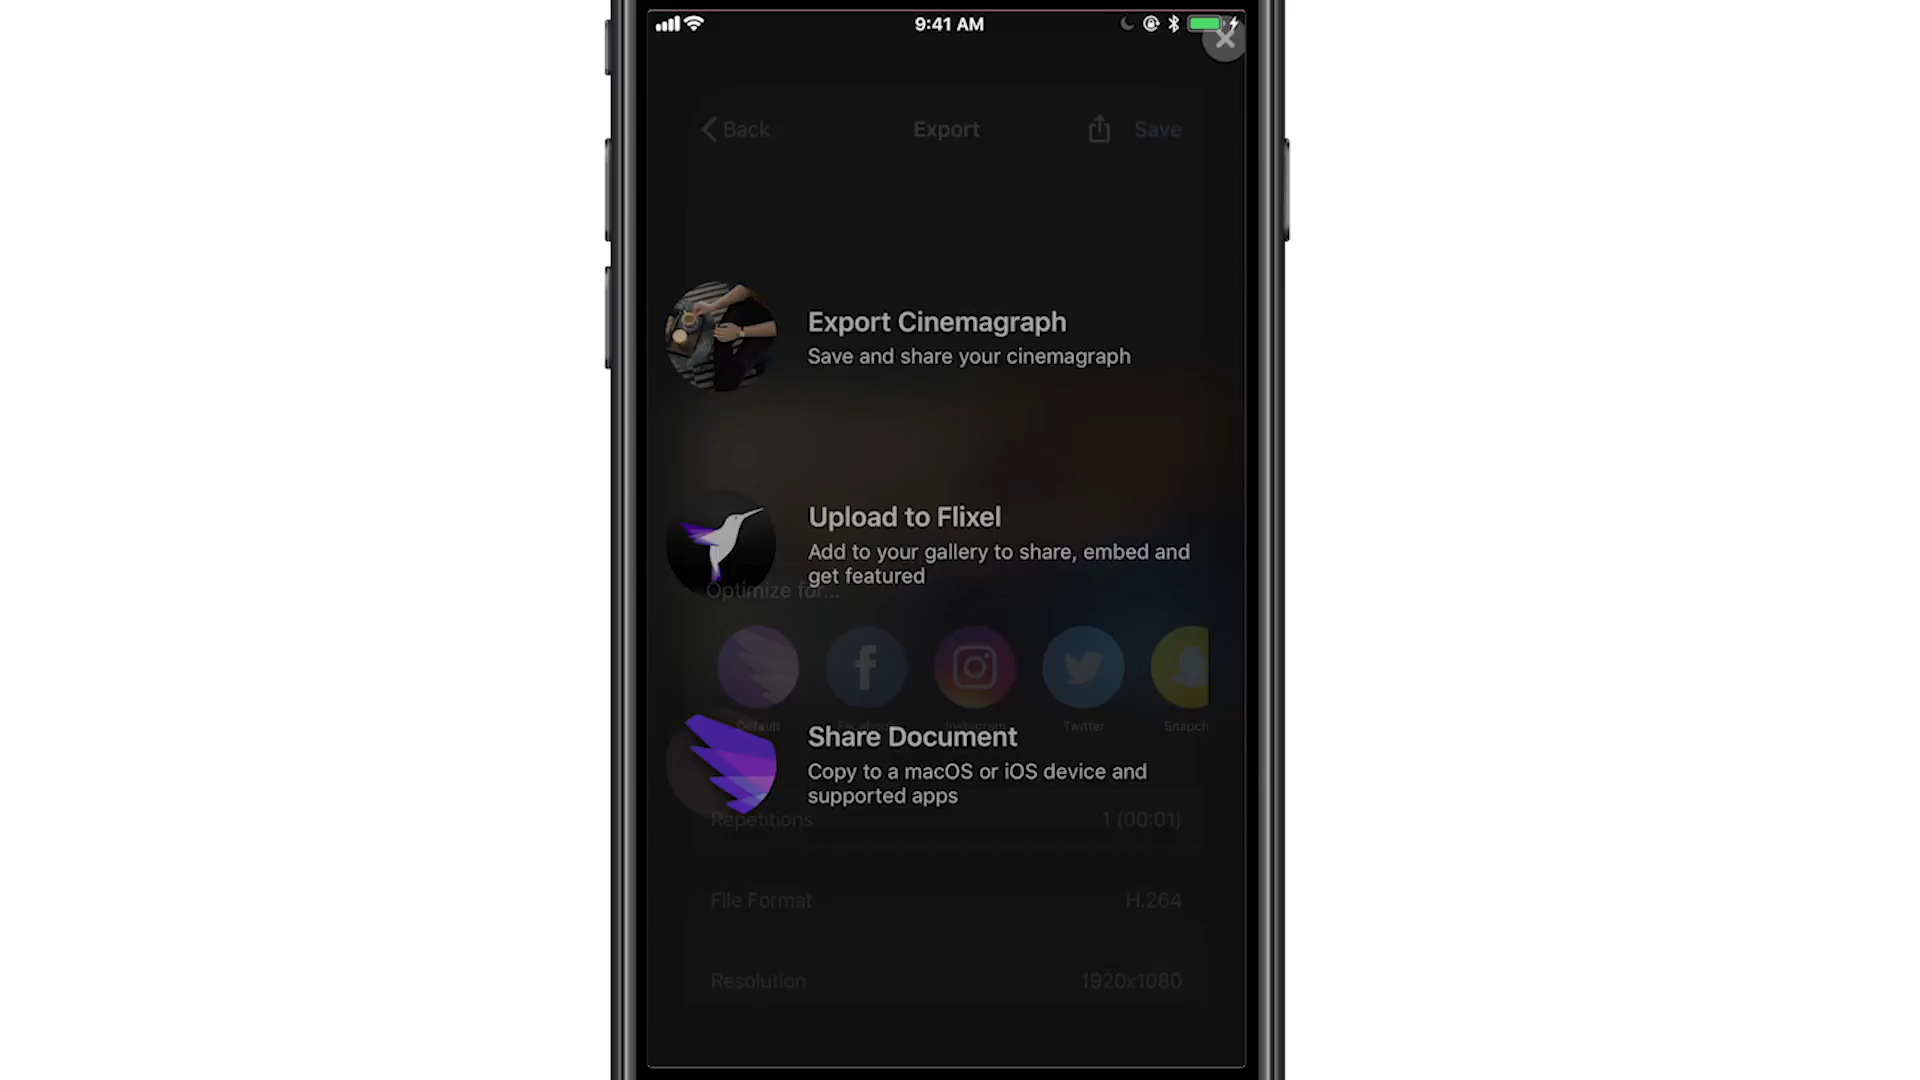 9:41 AM
Back
Export
Save
Export Cinemagraph
Save and share your cinemagraph
Upload to Flixel
Add to your gallery to share, embed and
get featured
Optimize for...
Default
Facebook
Instagram
Twitter
Snapch
Share Document
Copy to a macOS or iOS device and
supported apps
Repetitions
1 (00:01)
File Format
H.264
Resolution
1920x1080